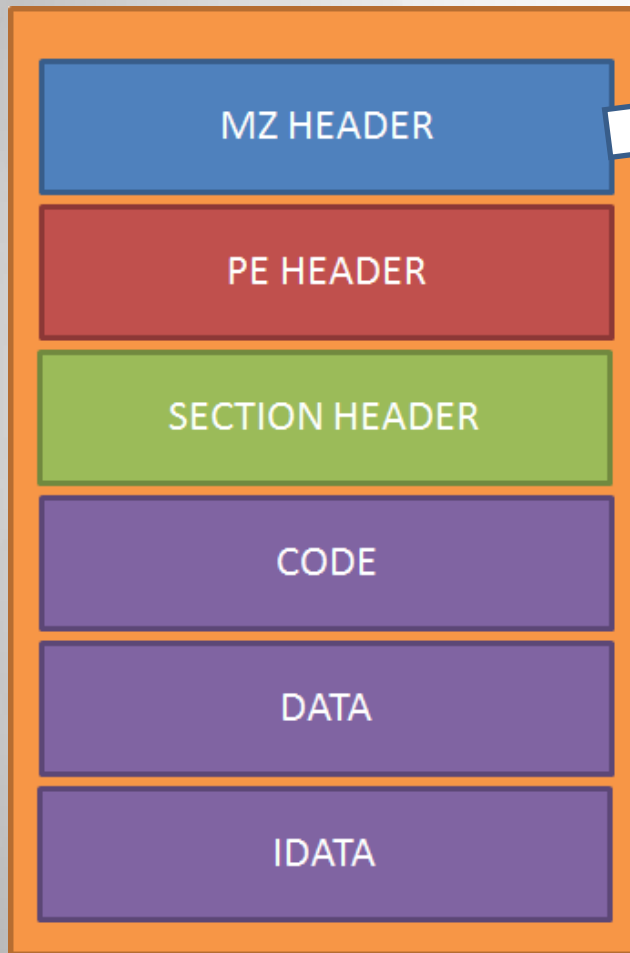 MZ HEADER
PE HEADER
SECTION HEADER
CODE
DATA
IDATA